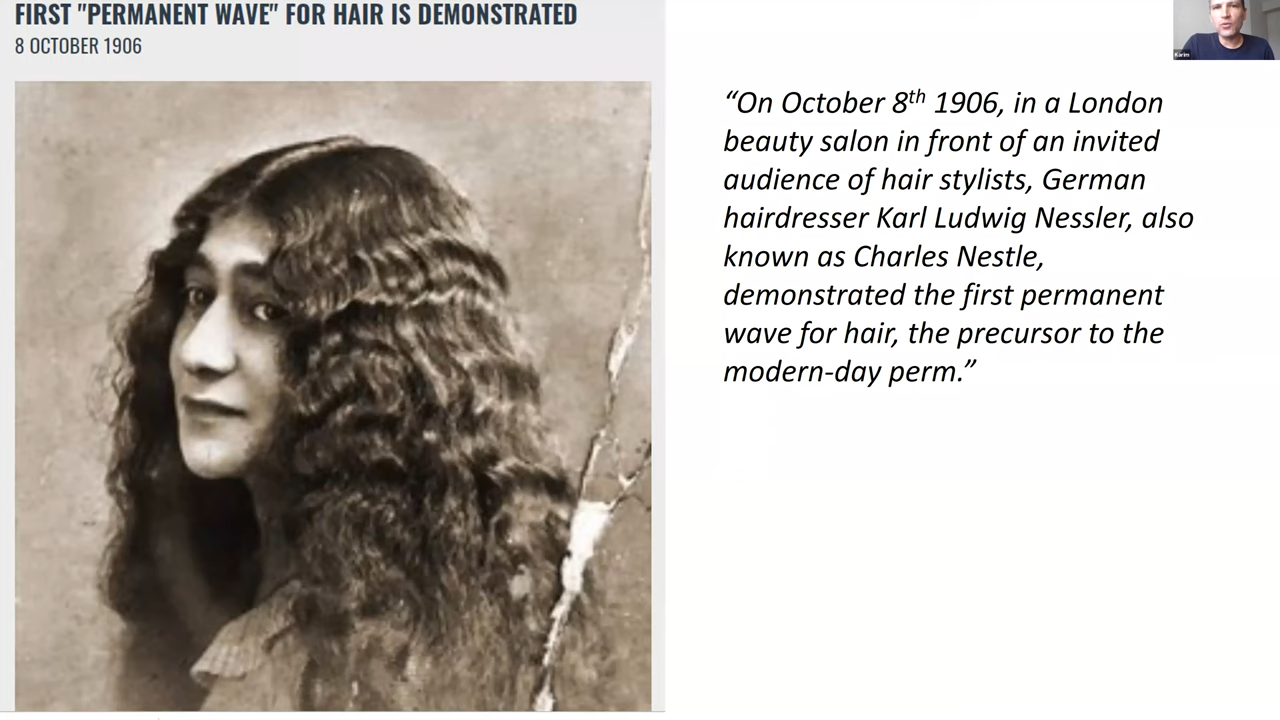 FIRST "PERMANENT WAVE" FOR HAIR IS DEMONSTRATED
8 OCTOBER 1906
Karim
“On October 8th 1906, in a London
beauty salon in front of an invited
audience of hair stylists, German
hairdresser Karl Ludwig Nessler, also
known as Charles Nestle,
demonstrated the first permanent
wave for hair, the precursor to the
modern-day perm.”